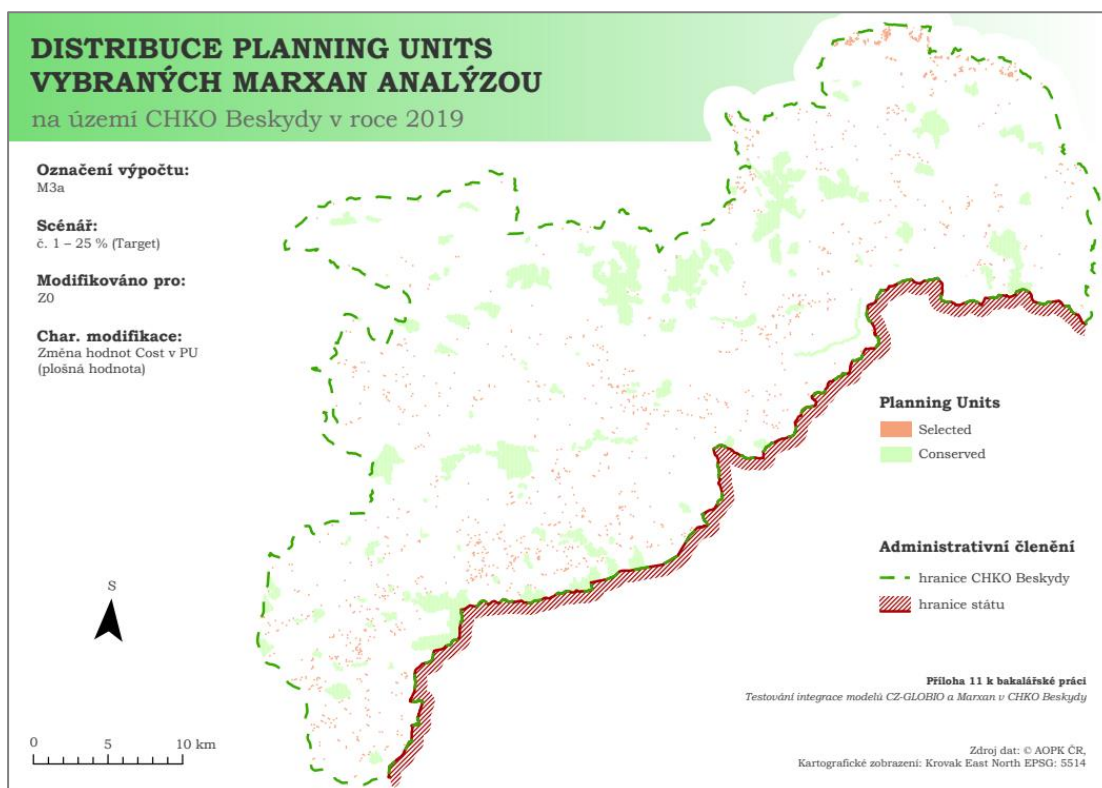 DISTRIBUCE PLANNING UNITS
VYBRANÝCH MARXAN ANALÝZOU
na území CHKO Beskydy v roce 2019
Označení výpočtu:
M3a
Scénář:
č. 1 – 25 % (Target)
Modifikováno pro:
Z0
Char. modifikace:
Změna hodnot Cost v PU
(plošná hodnota)
Planning Units
Selected
Conserved
Administrativní členění
hranice CHKO Beskydy
hranice státu
S
0 5 10 km
Příloha 11 k bakalářské práci
Testování integrace modelů CZ-GLOBIO a Marxan v CHKO Beskydy
Zdroj dat: © AOPK ČR,
Kartografické zobrazení: Krovak East North EPSG: 5514